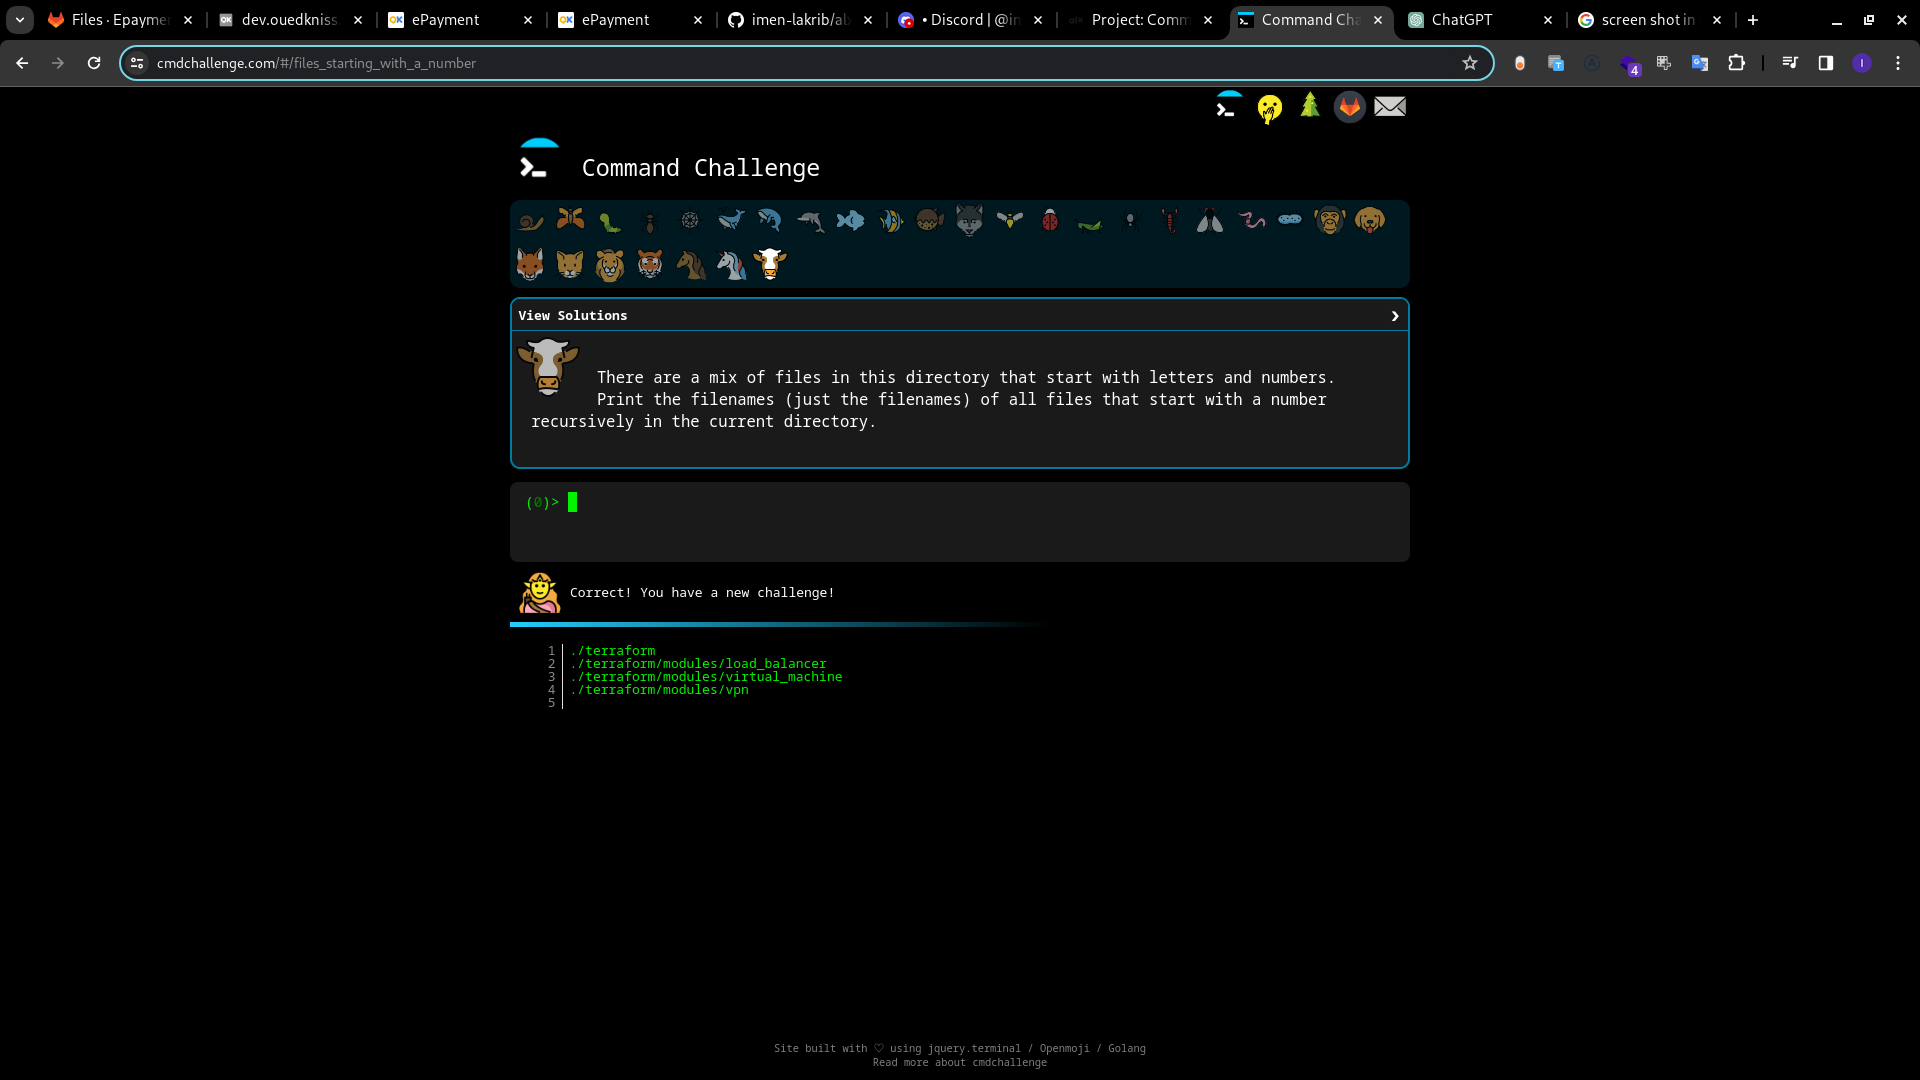 Files · Epaymer
dev.ouedkniss.
ePayment
ePayment
imen-lakrib/al
• Discord | @in
Project: Comm
Command Cha
ChatGPT
screen shot in
cmdchallenge.com/#/files_starting_with_a_number
4
I
Command Challenge
View Solutions
There are a mix of files in this directory that start with letters and numbers.
Print the filenames (just the filenames) of all files that start with a number
recursively in the current directory.
(0)>
Correct! You have a new challenge!
1 ./terraform
2 ./terraform/modules/load_balancer
3 ./terraform/modules/virtual_machine
4 ./terraform/modules/vpn
5
Site built with ♡ using jquery.terminal / Openmoji / Golang
Read more about cmdchallenge